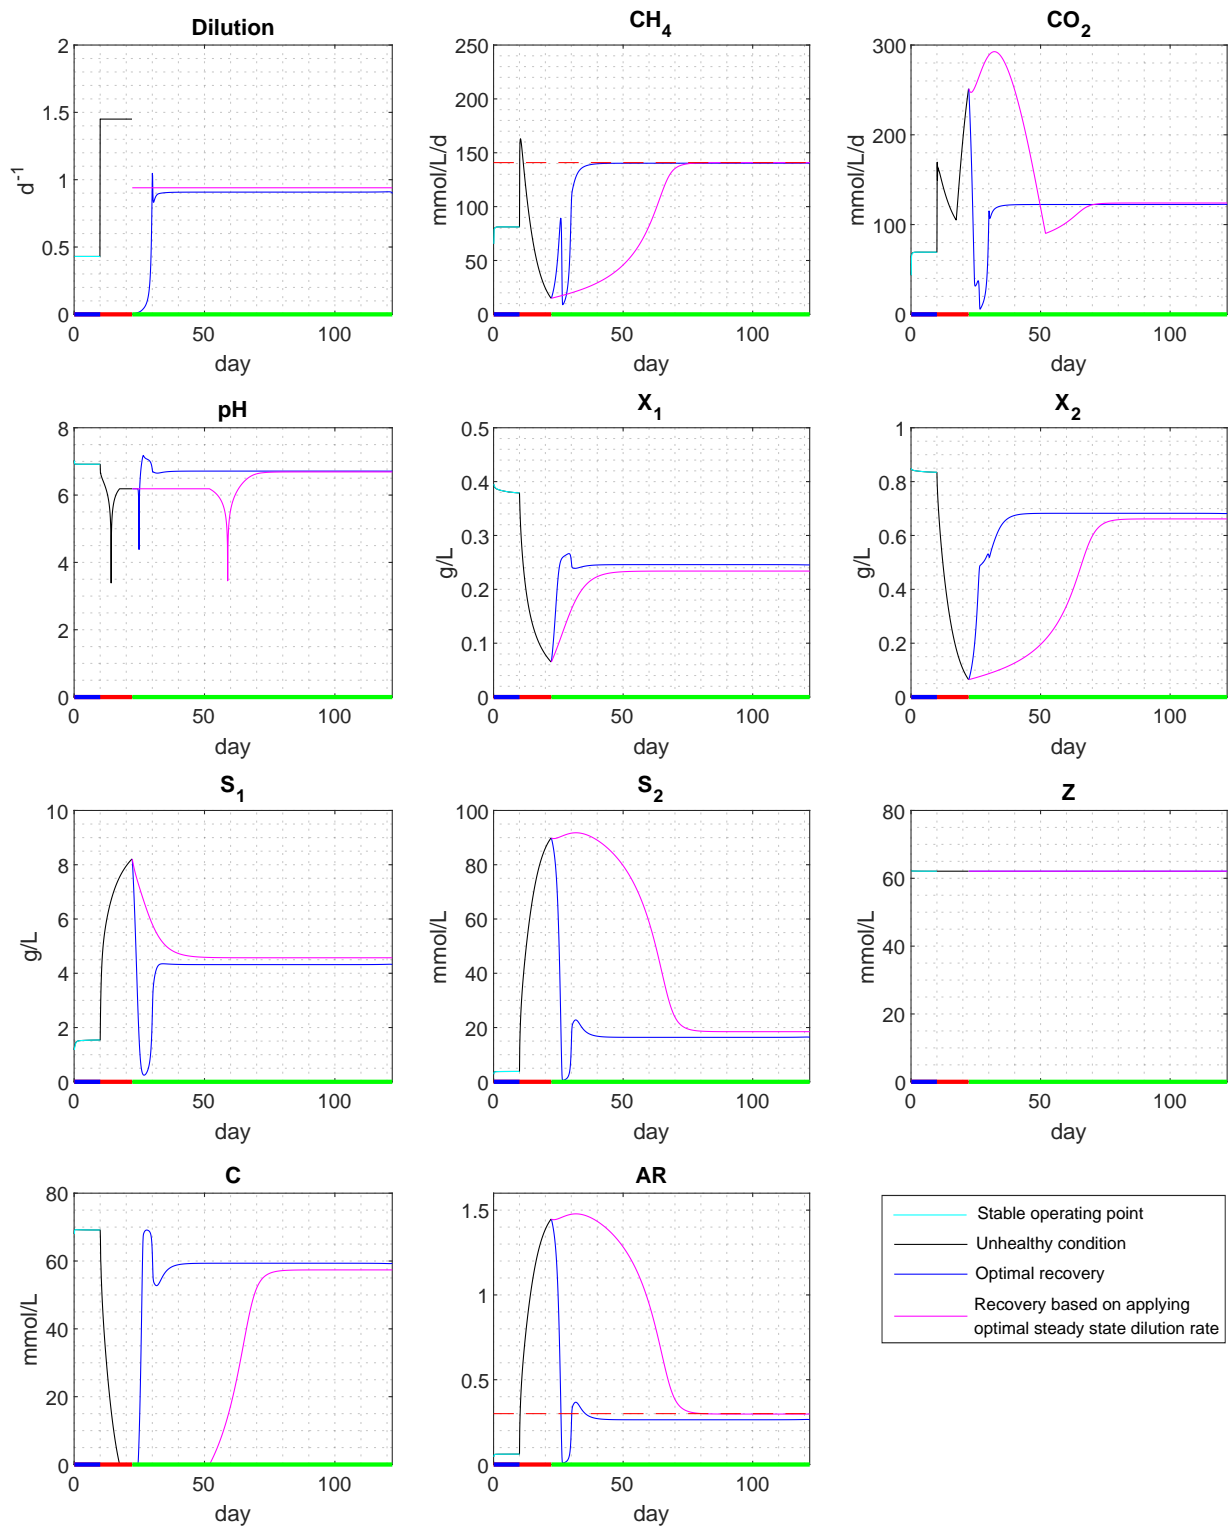 Dilution
2
1.5
1
0.5
0
d-1
0 50 100
day
CH4
250
200
150
100
50
0
mmol/L/d
0 50 100
day
CO2
300
200
100
0
mmol/L/d
0 50 100
day
pH
8
6
4
2
0
0 50 100
day
X1
0.5
0.4
0.3
0.2
0.1
0
g/L
0 50 100
day
X2
1
0.8
0.6
0.4
0.2
0
g/L
0 50 100
day
S1
10
8
6
4
2
0
g/L
0 50 100
day
S2
100
80
60
40
20
0
mmol/L
0 50 100
day
Z
80
60
40
20
0
mmol/L
0 50 100
day
C
80
60
40
20
0
mmol/L
0 50 100
day
AR
1.5
1
0.5
0
0 50 100
day
Stable operating point
Unhealthy condition
Optimal recovery
Recovery based on applying
optimal steady state dilution rate